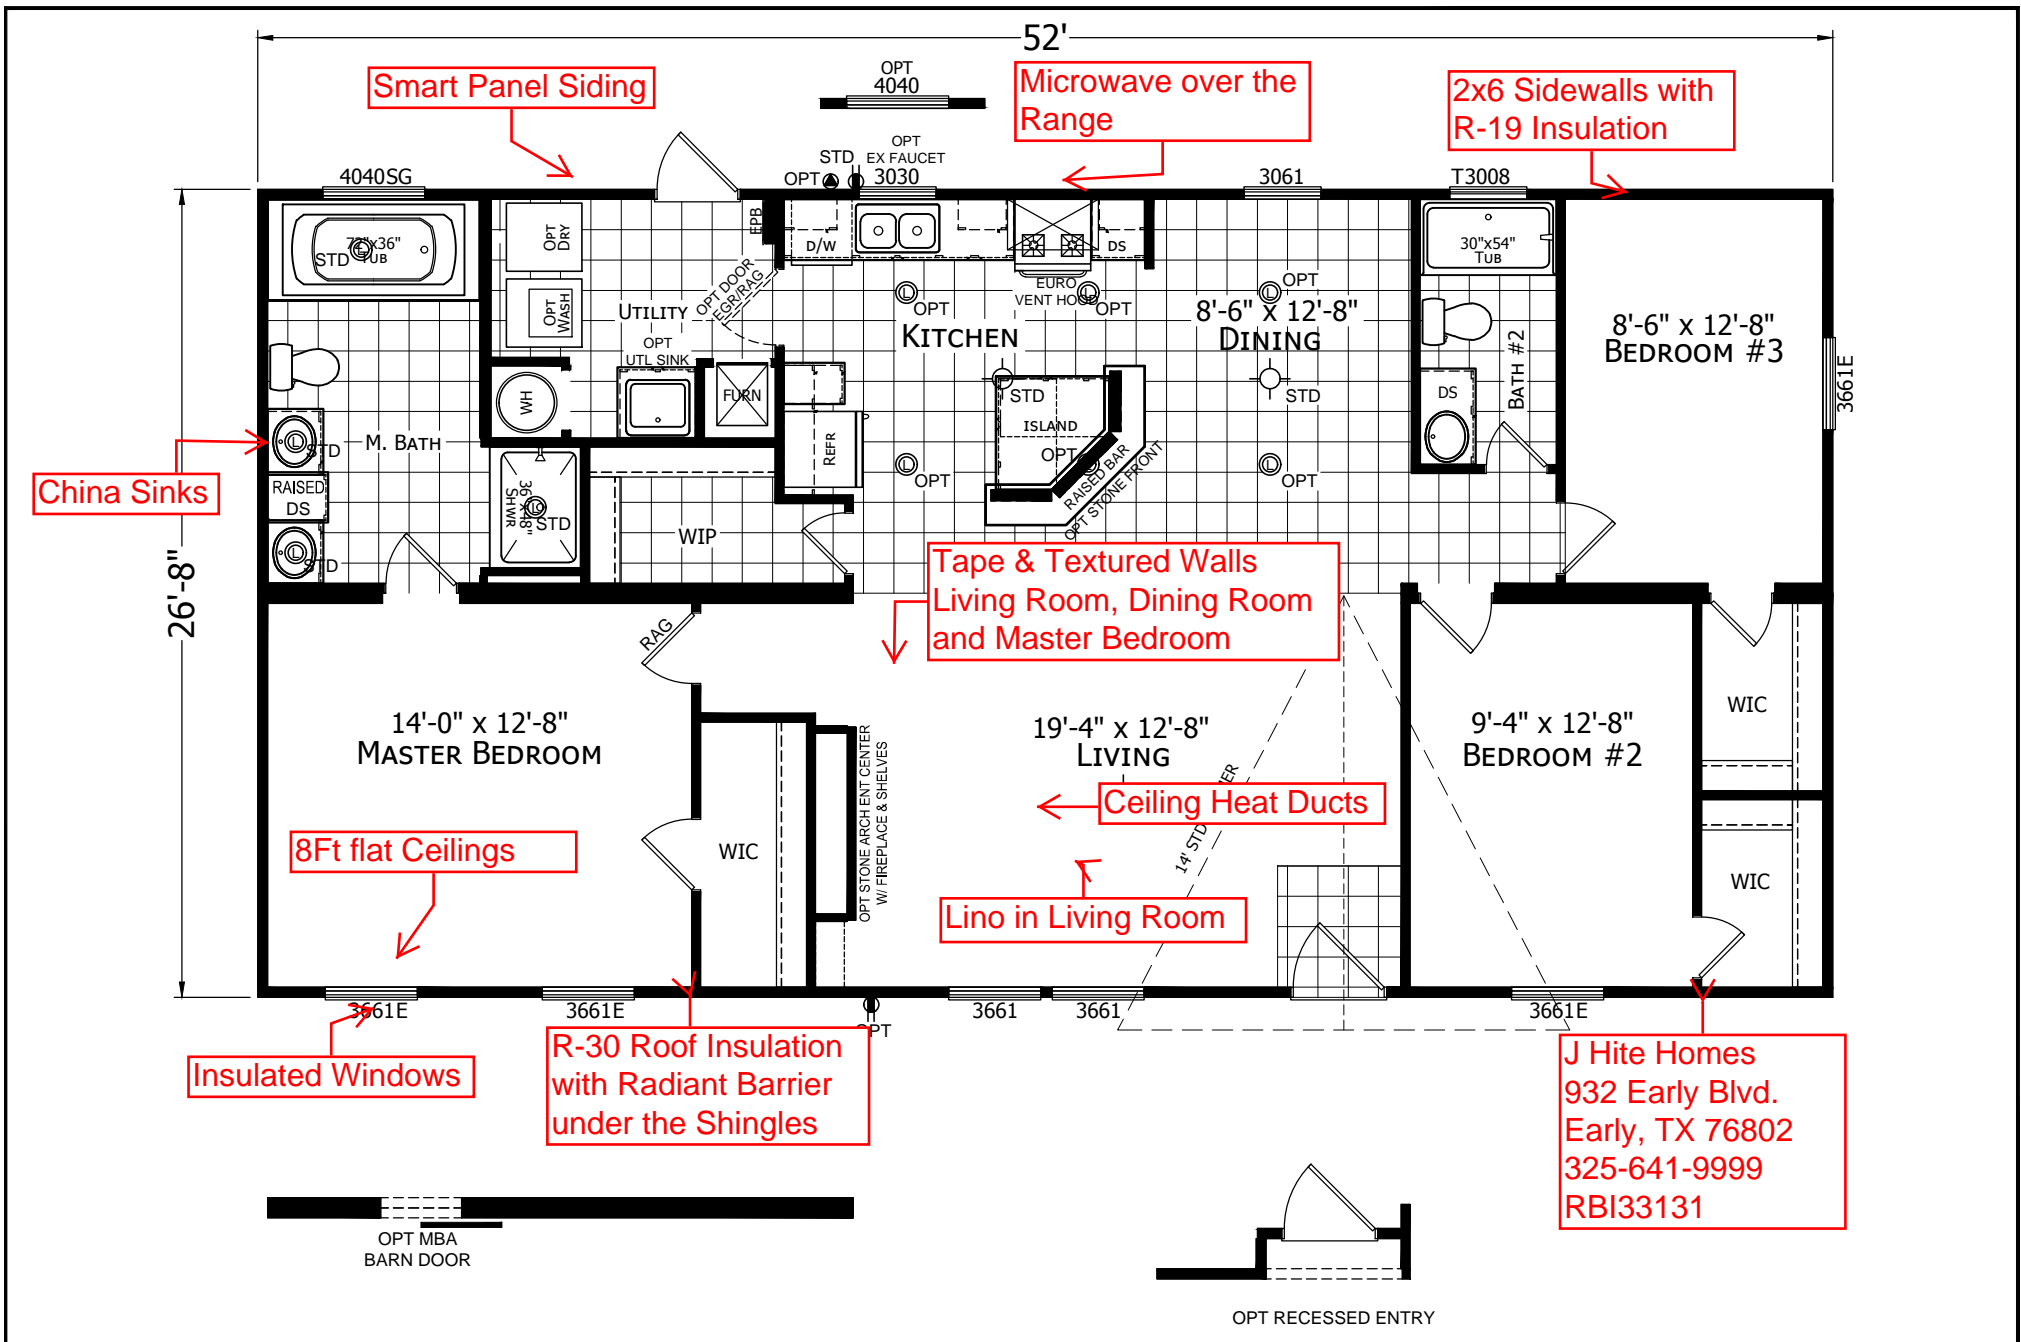 52'
Smart Panel Siding
OPT
4040
Microwave over the
Range
2x6 Sidewalls with
R-19 Insulation
4040SG
STD
OPT
EX FAUCET
OPT
3030
3061
T3008
72"x36"
TUB
STD
OPT
DRY
EPB
D/W
DS
30"x54"
TUB
OPT
WASH
UTILITY
OPT DOOR
EGR/RAG
OPT
EURO
VENT HOOD
OPT
OPT
8'-6" x 12'-8"
DINING
KITCHEN
8'-6" x 12'-8"
BEDROOM #3
OPT
UTL SINK
BATH #2
3661E
WH
FURN
STD
STD
DS
ISLAND
STD
M. BATH
REFR
OPT
RAISED BAR
OPT STONE FRONT
OPT
OPT
China Sinks
RAISED
DS
36"x48"
SHWR
STD
STD
WIP
26'-8"
Tape & Textured Walls
Living Room, Dining Room
and Master Bedroom
RAG
14'-0" x 12'-8"
MASTER BEDROOM
19'-4" x 12'-8"
LIVING
9'-4" x 12'-8"
BEDROOM #2
WIC
OPT STONE ARCH ENT CENTER
W/ FIREPLACE & SHELVES
Ceiling Heat Ducts
14' STD
8Ft flat Ceilings
WIC
WIC
Lino in Living Room
3661E
3661E
OPT
3661
3661
3661E
Insulated Windows
R-30 Roof Insulation
with Radiant Barrier
under the Shingles
J Hite Homes
932 Early Blvd.
Early, TX 76802
325-641-9999
RBI33131
OPT MBA
BARN DOOR
OPT RECESSED ENTRY